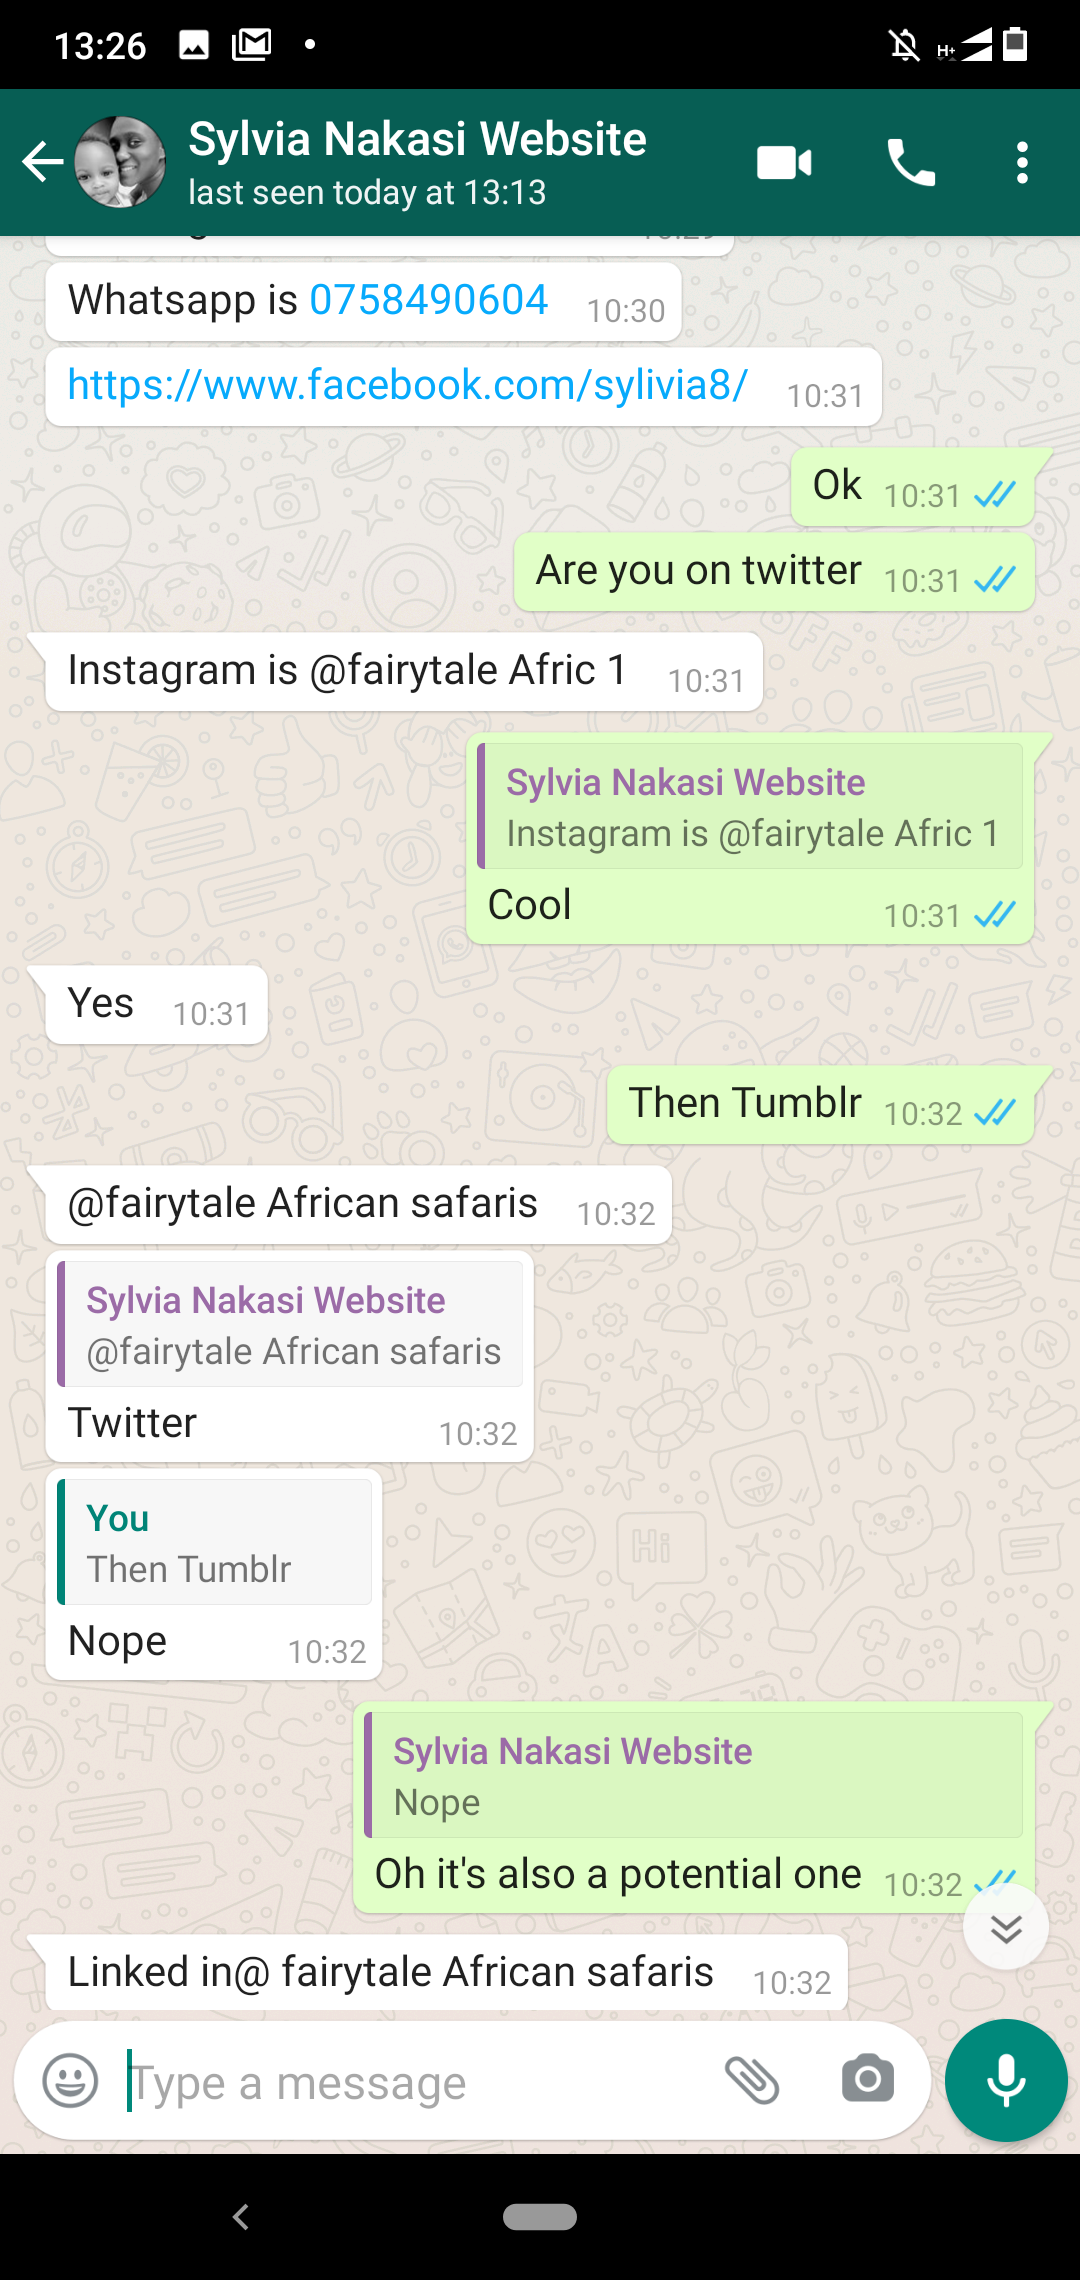 13:26
H+
Sylvia Nakasi Website
last seen today at 13:13
Whatsapp is 0758490604 10:30
https://www.facebook.com/sylivia8/ 10:31
Ok 10:31
Are you on twitter 10:31
Instagram is @fairytale Afric 1 10:31
Sylvia Nakasi Website
Instagram is @fairytale Afric 1
Cool 10:31
Yes 10:31
Then Tumblr 10:32
@fairytale African safaris 10:32
Sylvia Nakasi Website
@fairytale African safaris
Twitter 10:32
You
Then Tumblr
Nope 10:32
Sylvia Nakasi Website
Nope
Oh it's also a potential one 10:32
Linked in@ fairytale African safaris 10:32
Type a message